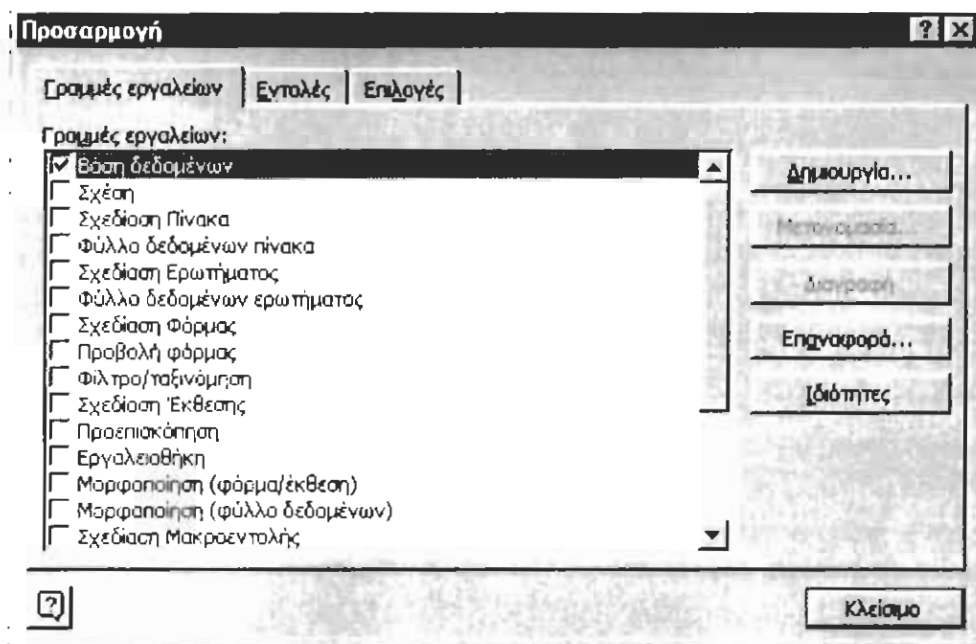 Προσαρμογή
Γραμμές εργαλείων Εντολές Επιλογές
Γραμμές εργαλείων:
Βάση δεδομένων
Σχέση
Σχεδίαση Πίνακα
Φύλλο δεδομένων πίνακα
Σχεδίαση Ερωτήματος
Φύλλο δεδομένων ερωτήματος
Σχεδίαση Φόρμας
Προβολή φόρμας
Φίλτρο/ταξινόμηση
Σχεδίαση Έκθεσης
Προεπισκόπηση
Εργαλειοθήκη
Μορφοποίηση (φόρμα/έκθεση)
Μορφοποίηση (φύλλο δεδομένων)
Σχεδίαση Μακροεντολής
Δημιουργία...
Μετονομασία...
Διαγραφή
Επαναφορά...
Ιδιότητες
Κλείσιμο